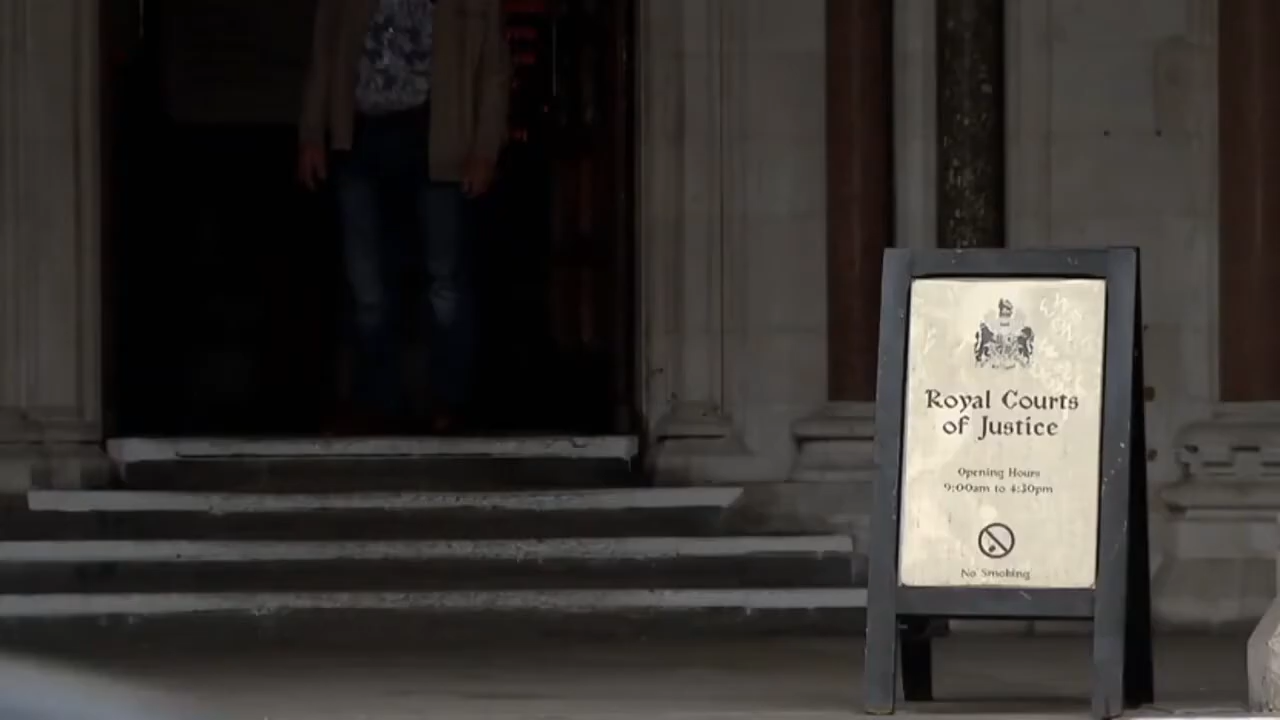 Royal Courts
of Justice
Opening Hours
9:00am to 4:30pm
No Smoking